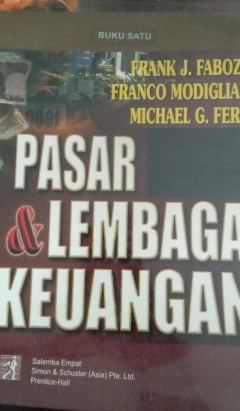 BUKU SATU
FRANK J. FABOZ
FRANCO MODIGLIA
MICHAEL G. FER
PASAR
& LEMBAGA
KEUANGAN
Salemba Empat
Simon & Schuster (Asia) Pte. Ltd.
Prentice-Hall